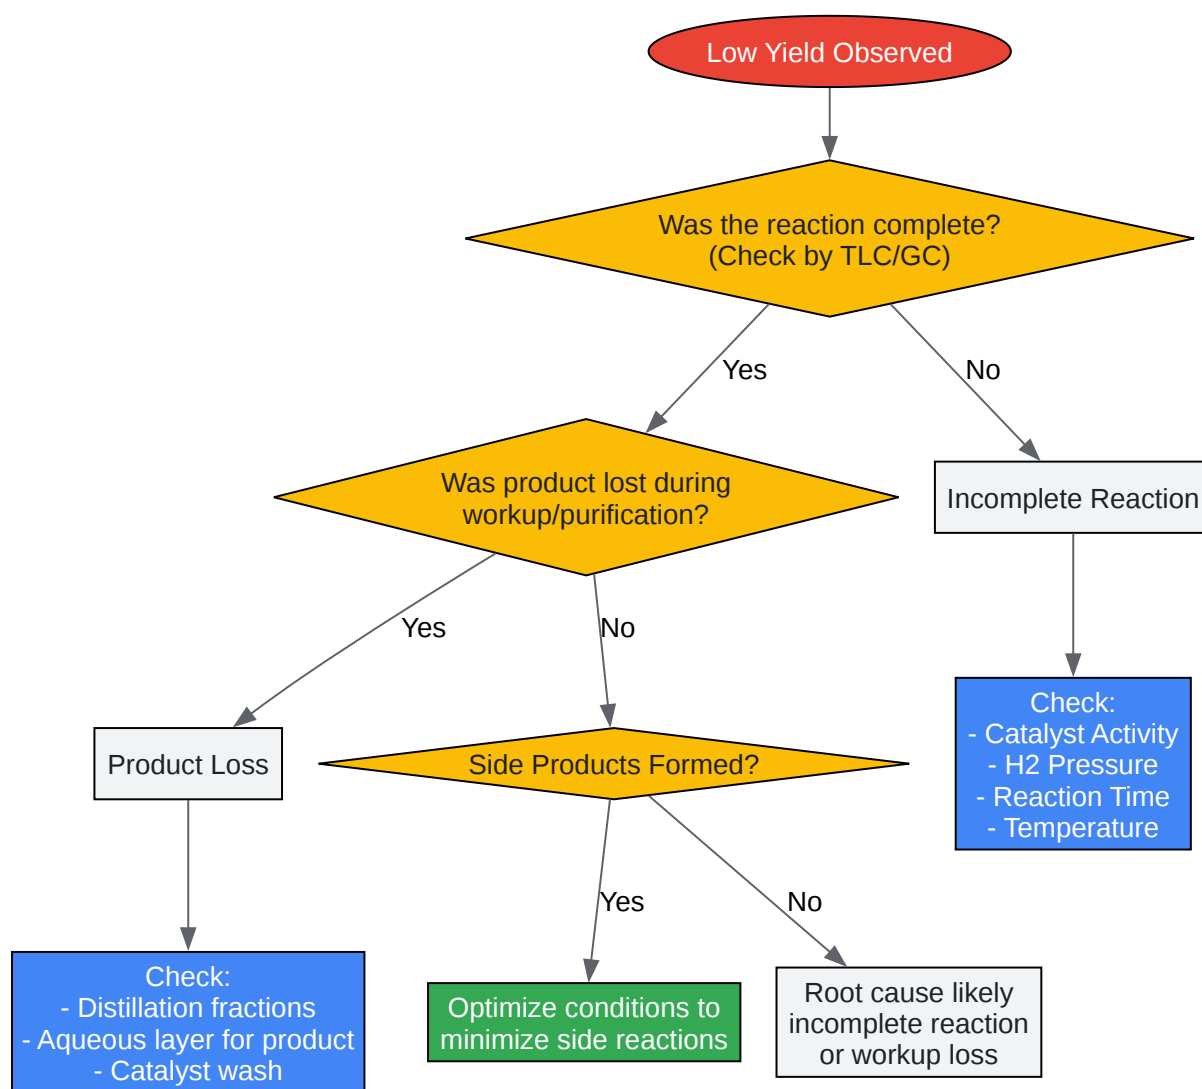 Low Yield Observed
Was the reaction complete?
(Check by TLC/GC)
Yes
No
Was product lost during
workup/purification?
Incomplete Reaction
Yes
No
Product Loss
Side Products Formed?
Check:
- Catalyst Activity
- H2 Pressure
- Reaction Time
- Temperature
Yes
No
Check:
- Distillation fractions
- Aqueous layer for product
- Catalyst wash
Optimize conditions to
minimize side reactions
Root cause likely
incomplete reaction
or workup loss